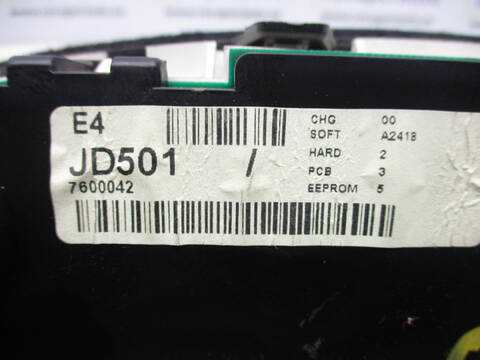 E4
JD501 /
7600042
CHG 00
SOFT A2418
HARD 2
PCB 3
EEPROM 5